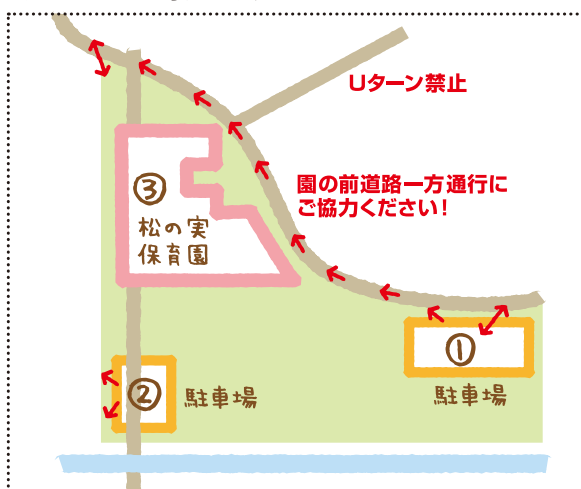 Uターン禁止
園の前道路一方通行に
ご協力ください!
③
松の実
保育園
①
駐車場
②
駐車場